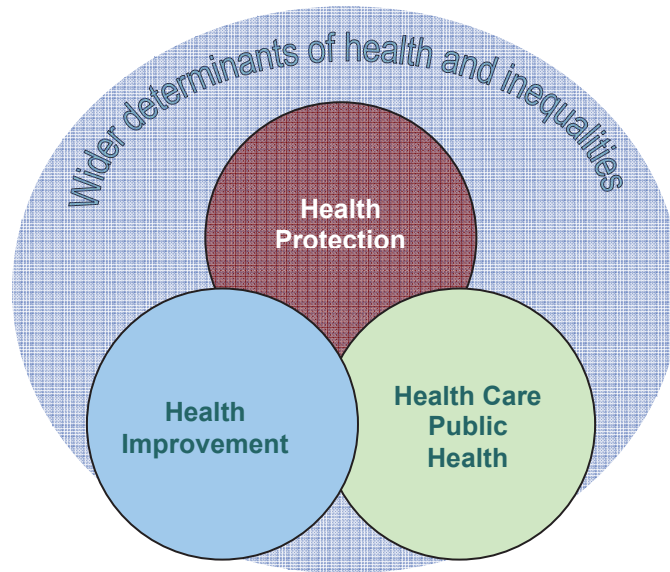 Wider determinants of health and inequalities
Health
Protection
Health
Improvement
Health Care
Public
Health